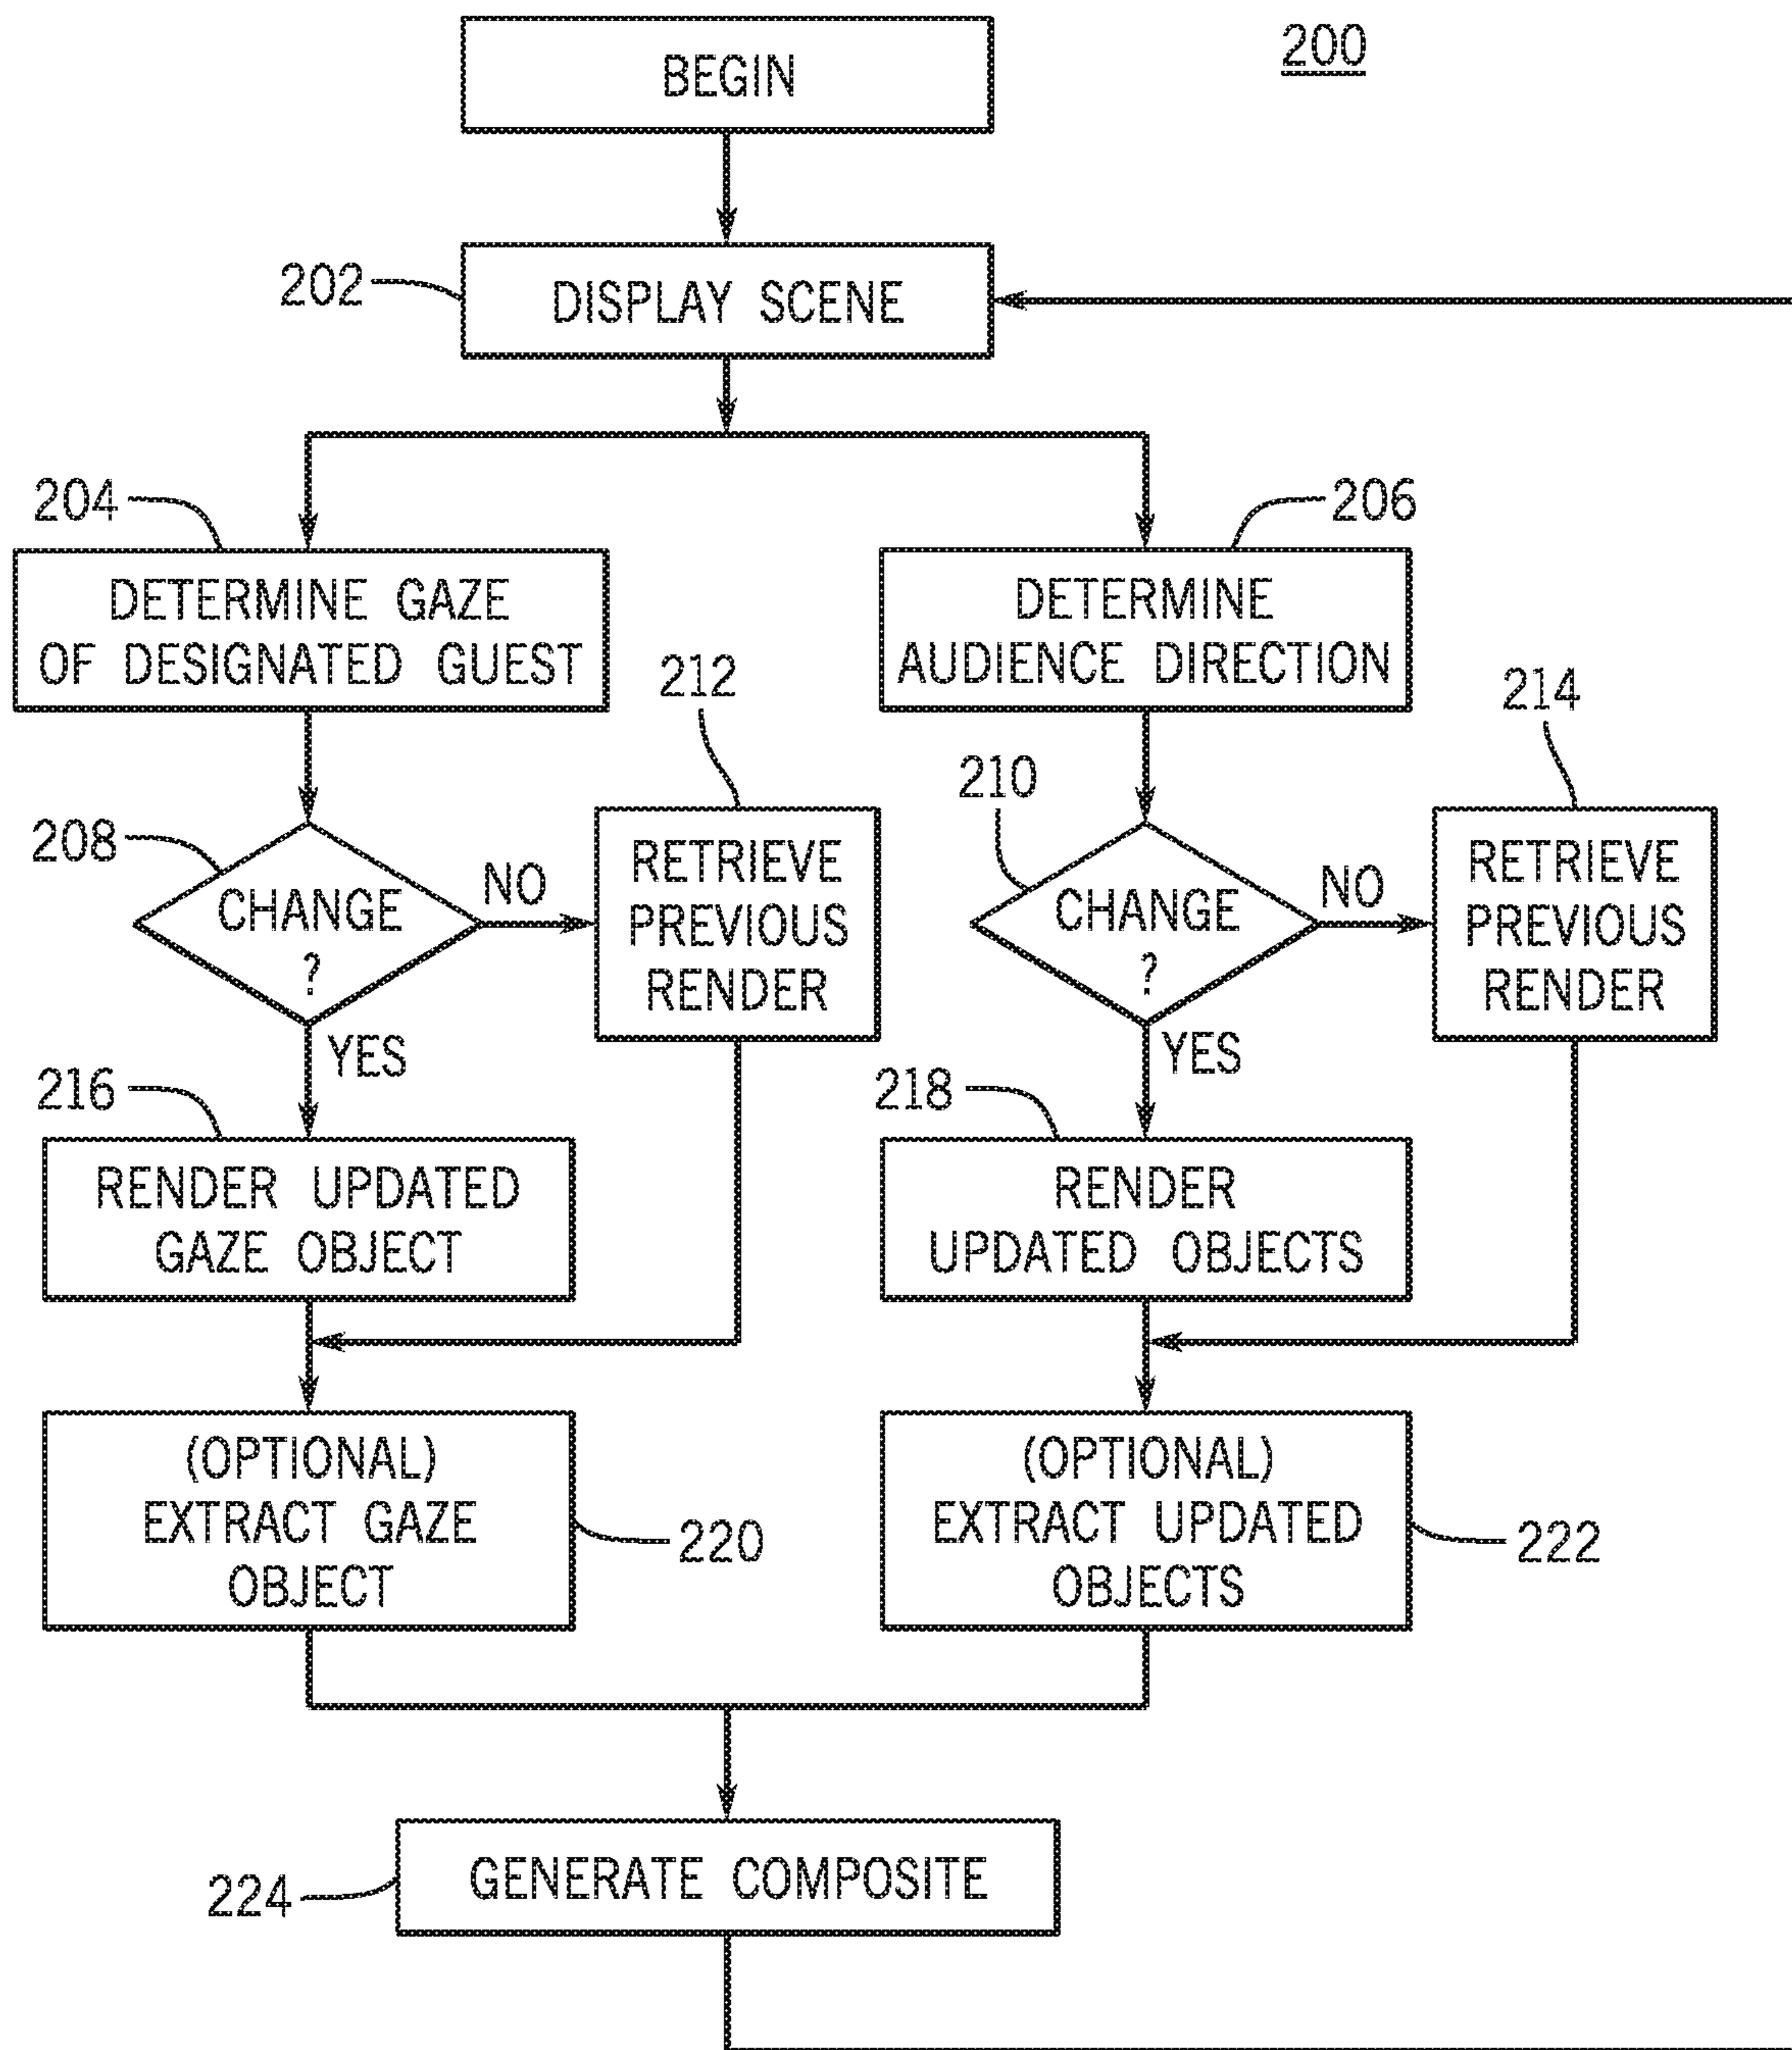 BEGIN
200
202
DISPLAY SCENE
204
206
DETERMINE GAZE
OF DESIGNATED GUEST
DETERMINE
AUDIENCE DIRECTION
212
214
208
CHANGE
?
NO
YES
RETRIEVE
PREVIOUS
RENDER
210
CHANGE
?
NO
YES
RETRIEVE
PREVIOUS
RENDER
216
RENDER UPDATED
GAZE OBJECT
218
RENDER
UPDATED OBJECTS
(OPTIONAL)
EXTRACT GAZE
OBJECT
220
(OPTIONAL)
EXTRACT UPDATED
OBJECTS
222
224
GENERATE COMPOSITE